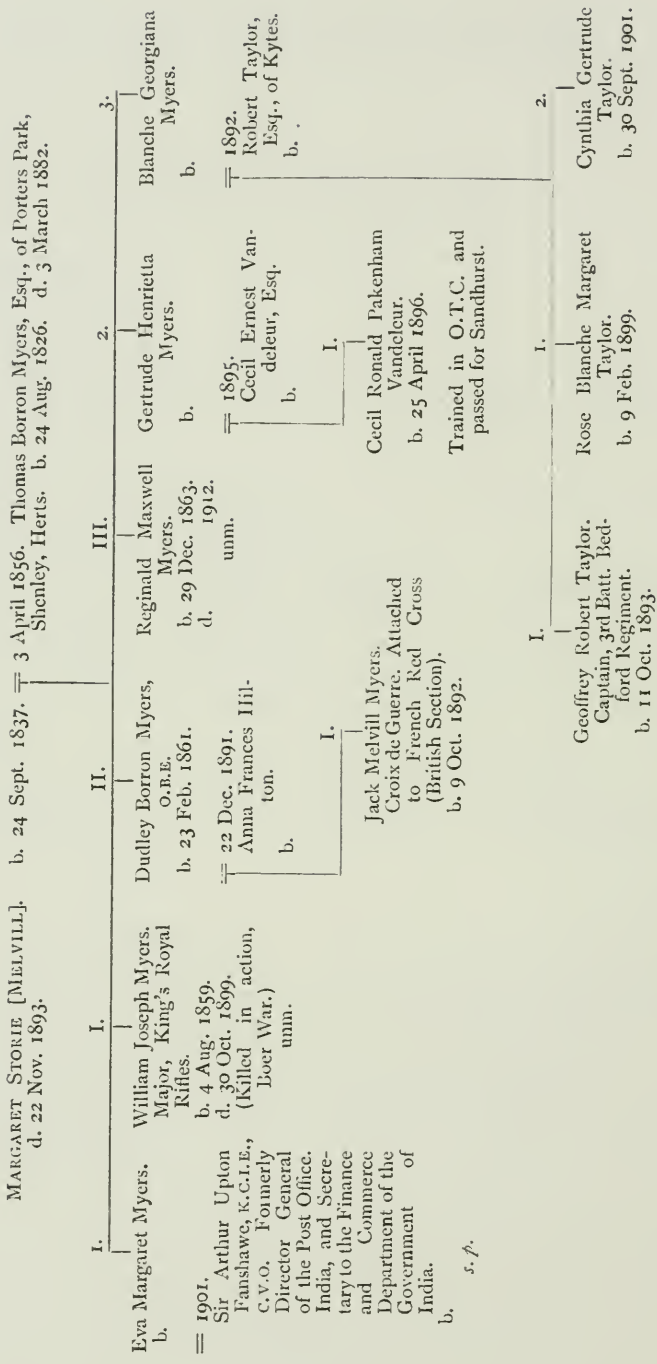 MARGARET STORIE [MELVILL]. b. 24 Sept. 1837. = 3 April 1856. Thomas Borron Myers, Esq., of Porters Park,
d. 22 Nov. 1893. Shenley, Herts. b. 24 Aug. 1826. d. 3 March 1882.
1.
Eva Margaret Myers.
b.
= 1901.
Sir Arthur Upton
Fanshawe, K.C.I.E.,
C.V.O. Formerly
Director General
of the Post Office.
India, and Secre-
tary to the Finance
and Commerce
Department of the
Government of
India.
b.
s. p.
I.
William Joseph Myers.
Major, King's Royal
Rifles.
b. 4 Aug. 1859.
d. 30 Oct. 1899.
(Killed in action,
Boer War.)
unm.
II.
Dudley Borron Myers,
O.B.E.
b. 23 Feb. 1861.
= 22 Dec. 1891.
Anna Frances Hil-
ton.
b.
I.
Jack Melvill Myers.
Croix de Guerre. Attached
to French Red Cross
(British Section).
b. 9 Oct. 1892.
III.
Reginald Maxwell
Myers.
b. 29 Dec. 1863.
d. 1912.
unm.
2.
Gertrude Henrietta
Myers.
b.
= 1895.
Cecil Ernest Van-
deleur, Esq.
b.
I.
Cecil Ronald Pakenham
Vandeleur.
b. 25 April 1896.
Trained in O.T.C. and
passed for Sandhurst.
3.
Blanche Georgiana
Myers.
b.
= 1892.
Robert Taylor,
Esq., of Kytes.
b. .
I.
Geoffrey Robert Taylor.
Captain, 3rd Batt. Bed-
ford Regiment.
b. 11 Oct. 1893.
1.
Rose Blanche Margaret
Taylor.
b. 9 Feb. 1899.
2.
Cynthia Gertrude
Taylor.
b. 30 Sept. 1901.